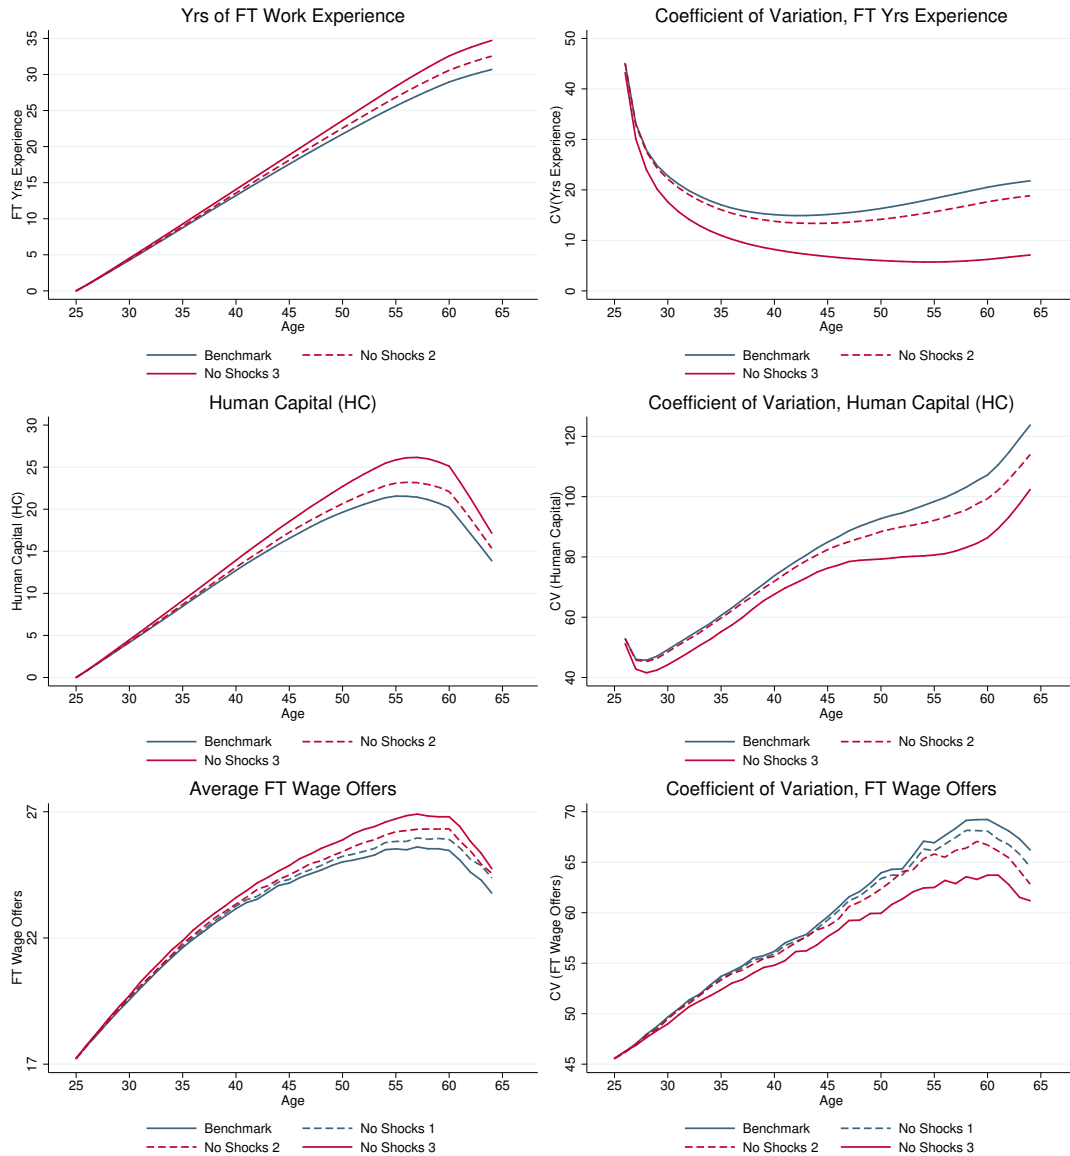 Yrs of FT Work Experience
FT Yrs Experience
35
30
25
20
15
10
5
0
25 30 35 40 45 50 55 60 65
Age
Benchmark No Shocks 2
No Shocks 3
Coefficient of Variation, FT Yrs Experience
CV(Yrs Experience)
50
40
30
20
10
0
25 30 35 40 45 50 55 60 65
Age
Benchmark No Shocks 2
No Shocks 3
Human Capital (HC)
Human Capital (HC)
30
25
20
15
10
5
0
25 30 35 40 45 50 55 60 65
Age
Benchmark No Shocks 2
No Shocks 3
Coefficient of Variation, Human Capital (HC)
CV (Human Capital)
120
100
80
60
40
25 30 35 40 45 50 55 60 65
Age
Benchmark No Shocks 2
No Shocks 3
Average FT Wage Offers
FT Wage Offers
27
22
17
25 30 35 40 45 50 55 60 65
Age
Benchmark No Shocks 1
No Shocks 2 No Shocks 3
Coefficient of Variation, FT Wage Offers
CV (FT Wage Offers)
70
65
60
55
50
45
25 30 35 40 45 50 55 60 65
Age
Benchmark No Shocks 1
No Shocks 2 No Shocks 3